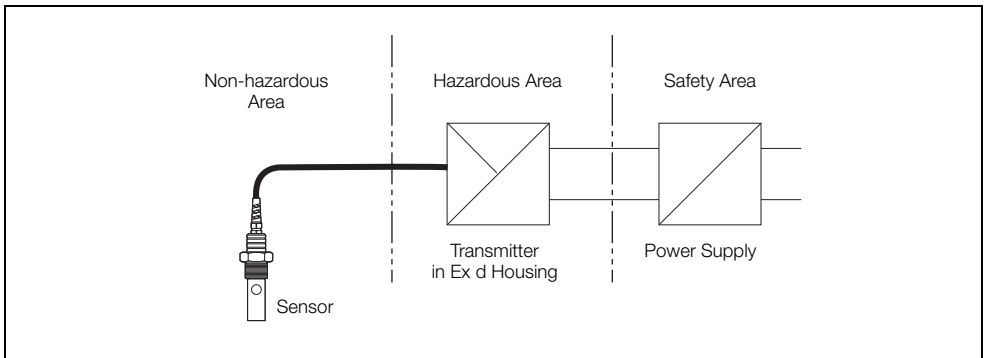 Non-hazardous
Area
Hazardous Area
Safety Area
Transmitter
in Ex d Housing
Power Supply
Sensor